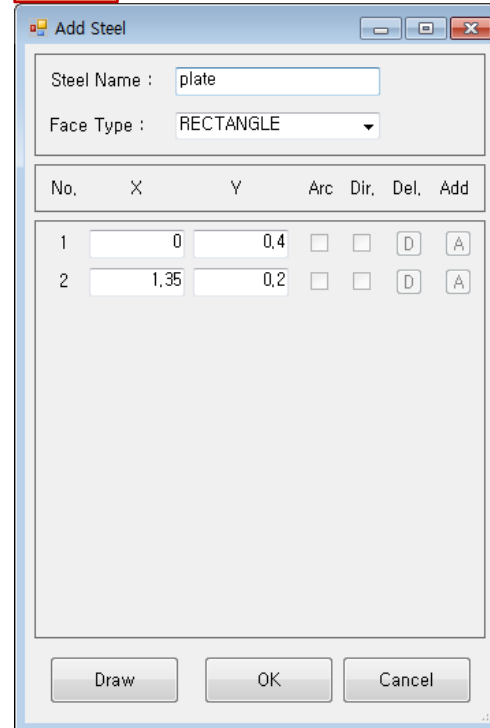 Add Steel
Steel Name : plate
Face Type : RECTANGLE
No. X Y Arc Dir. Del. Add
1 0 0.4 D A
2 1.35 0.2 D A
Draw OK Cancel